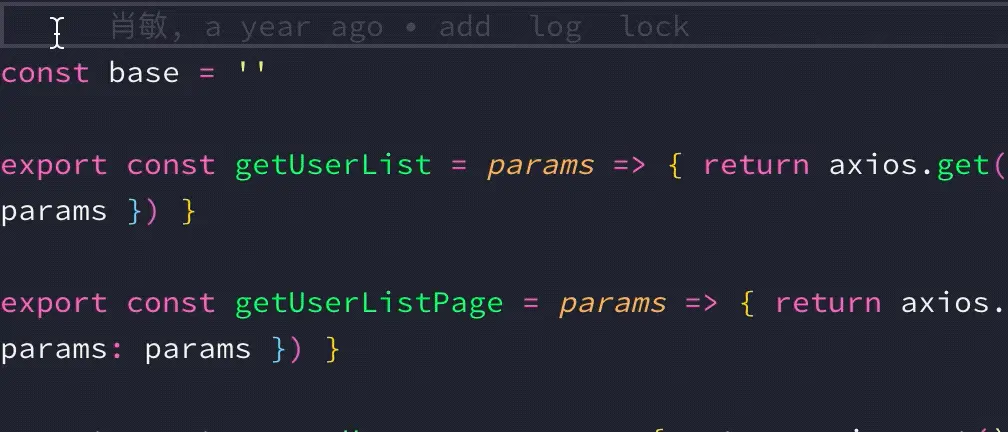 肖敏, a year ago • add log lock
const base = ''
export const getUserList = params => { return axios.get(
params }) }
export const getUserListPage = params => { return axios.
params: params }) }